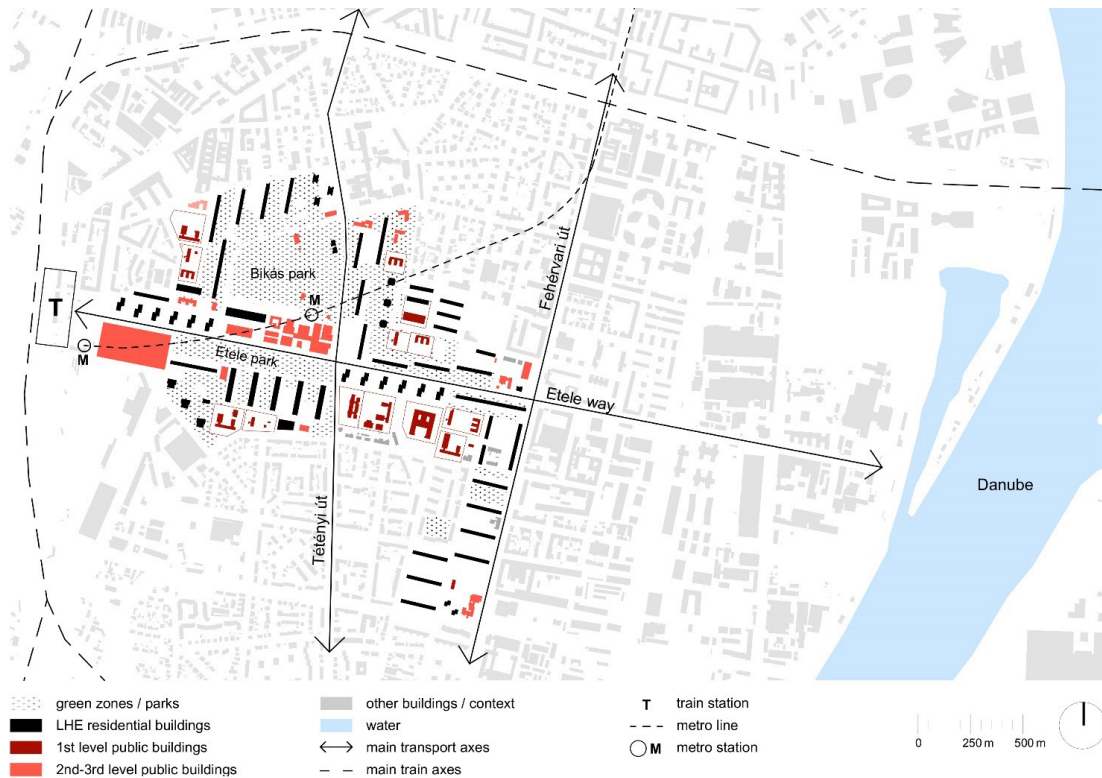 Fehérvari út
Bikás park
M
T
M
Etele park
Etele way
Danube
Tétényi út
green zones / parks
LHE residential buildings
1st level public buildings
2nd-3rd level public buildings
other buildings / context
water
main transport axes
main train axes
T train station
metro line
M metro station
0 250 m 500 m